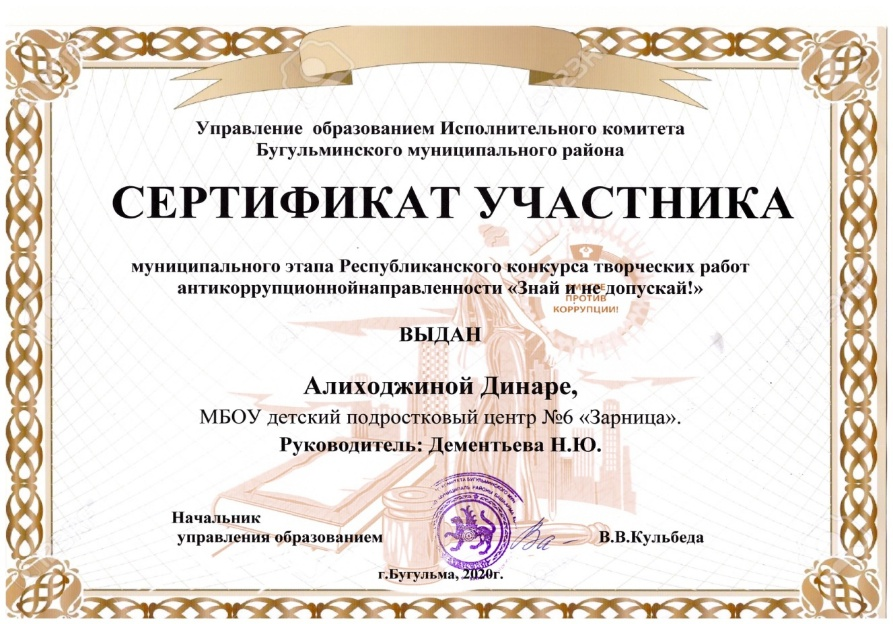 Управление образованием Исполнительного комитета
Бугульминского муниципального района
СЕРТИФИКАТ УЧАСТНИКА
муниципального этапа Республиканского конкурса творческих работ
антикоррупционнойнаправленности «Знай и не допускай!»
ВМЕСТЕ
ПРОТИВ
КОРРУПЦИИ!
ВЫДАН
Алиходжиной Динаре,
МБОУ детский подростковый центр №6 «Зарница».
Руководитель: Дементьева Н.Ю.
Начальник
управления образованием
В.В.Кульбеда
г.Бугульма, 2020г.